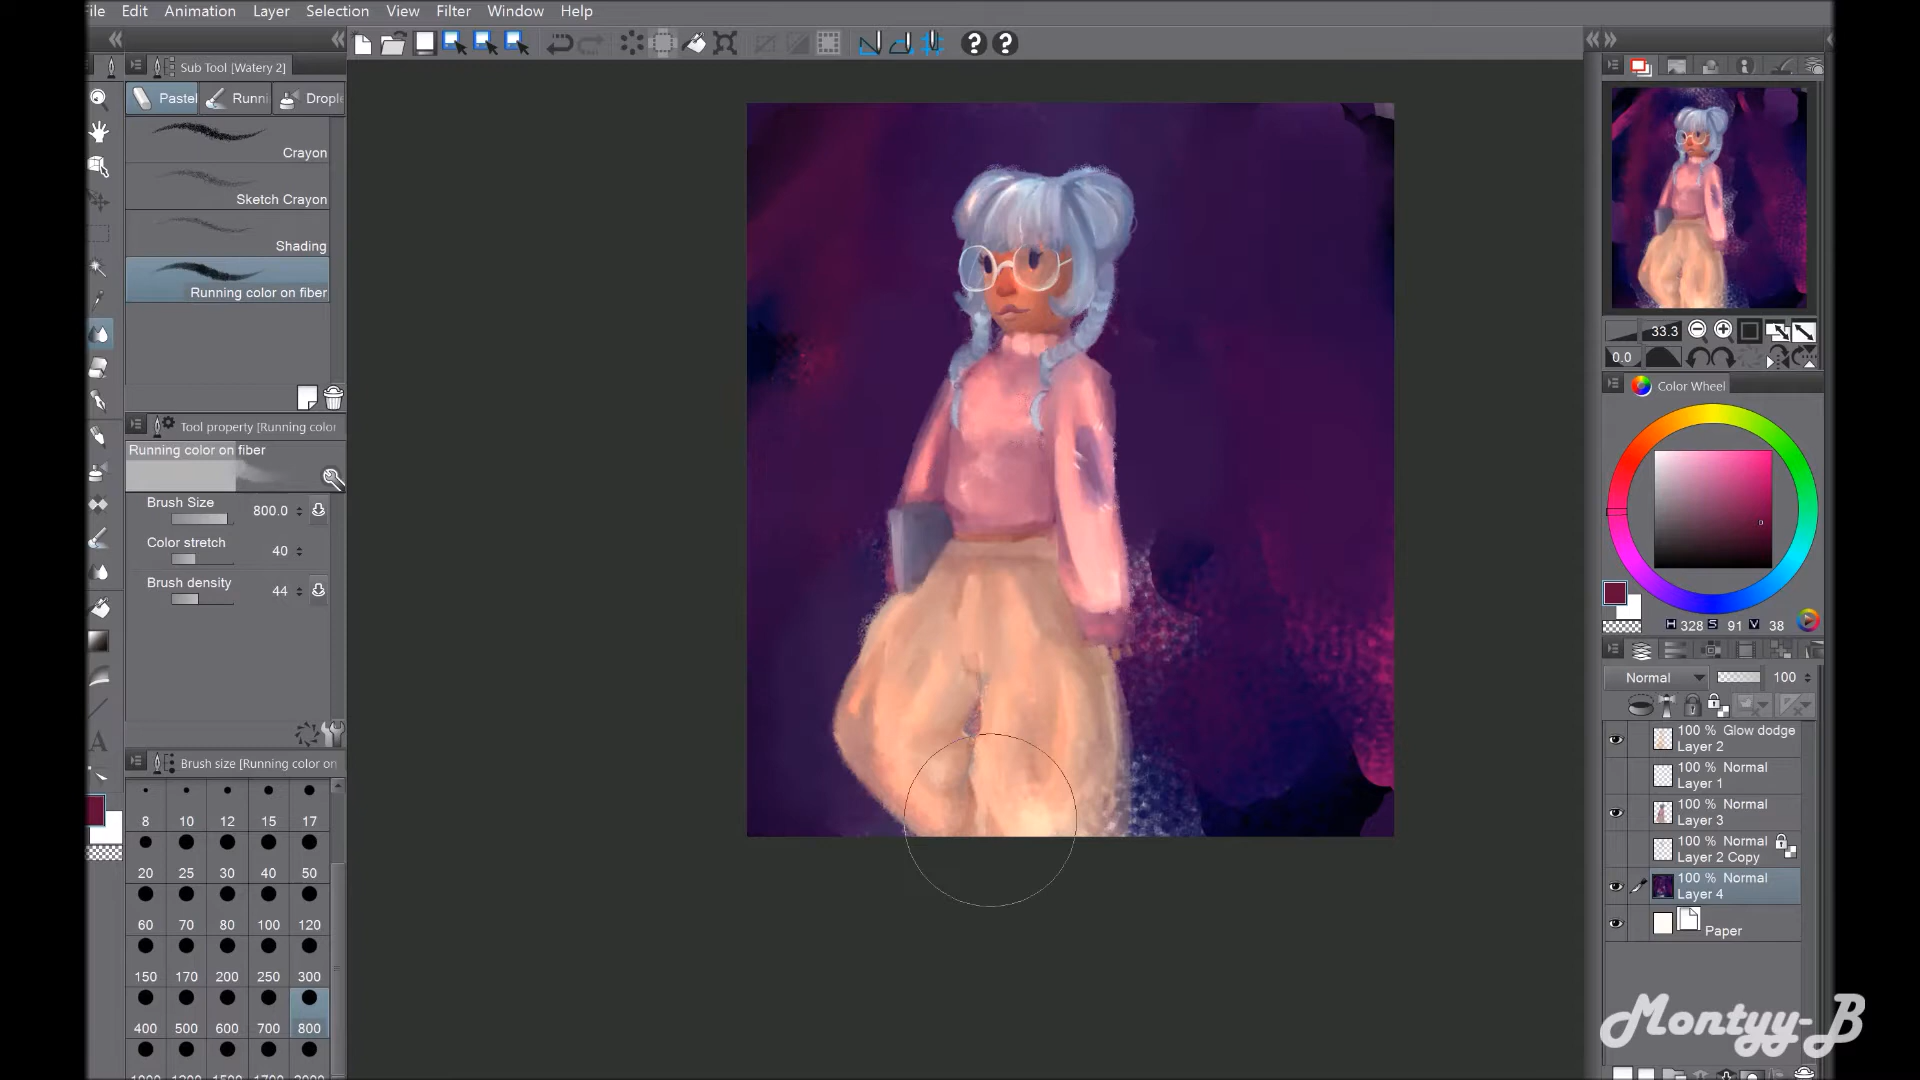 File Edit Animation Layer Selection View Filter Window Help
Sub Tool [Watery 2]
Pastel Runni Drople
Crayon
Sketch Crayon
Shading
Running color on fiber
Tool property [Running color
Running color on fiber
Brush Size 800.0
Color stretch 40
Brush density 44
Brush size [Running color on
8 10 12 15 17
20 25 30 40 50
60 70 80 100 120
150 170 200 250 300
400 500 600 700 800
33.3
0.0
Color Wheel
H 328 S 91 V 38
Normal 100
100 % Glow dodge
Layer 2
100 % Normal
Layer 1
100 % Normal
Layer 3
100 % Normal
Layer 2 Copy
100 % Normal
Layer 4
Paper
Montyy-B